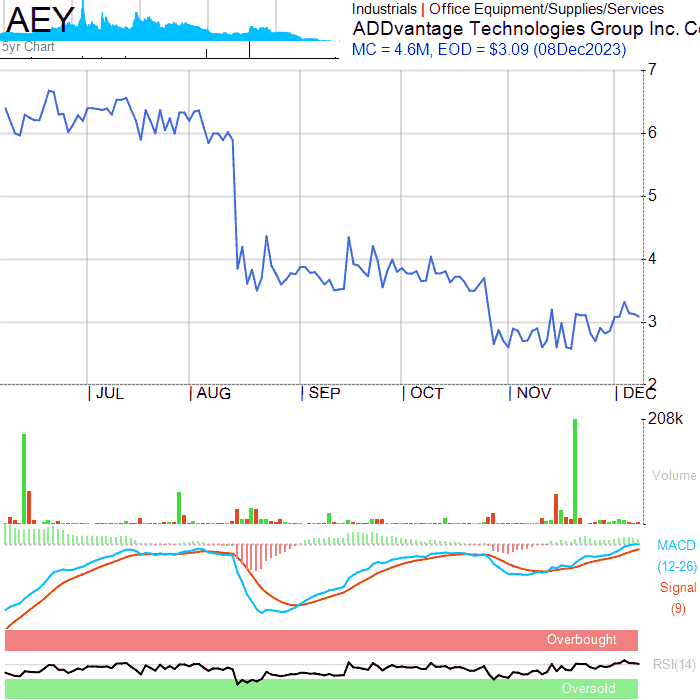 AEY
5yr Chart
Industrials | Office Equipment/Supplies/Services
ADDvantage Technologies Group Inc. Co
MC = 4.6M, EOD = $3.09 (08Dec2023)
7
6
5
4
3
2
JUL
AUG
SEP
OCT
NOV
DEC
208k
Volume
MACD
(12-26)
Signal
(9)
Overbought
RSI(14)
Oversold